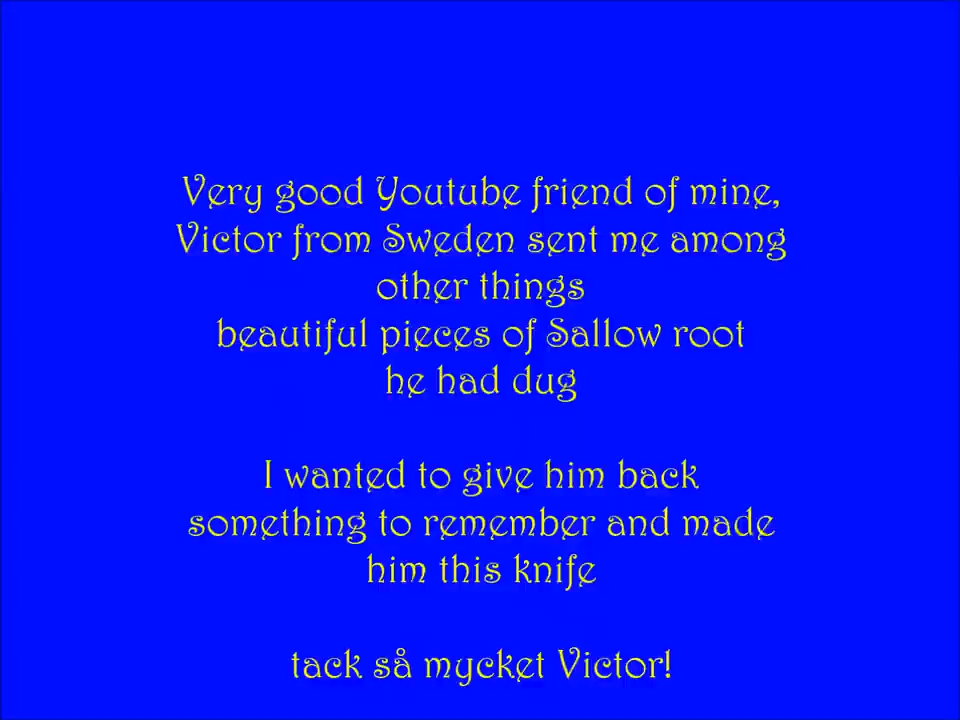 Very good Youtube friend of mine,
Victor from Sweden sent me among
other things
beautiful pieces of Sallow root
he had dug
I wanted to give him back
something to remember and made
him this knife
tack så mycket Victor!